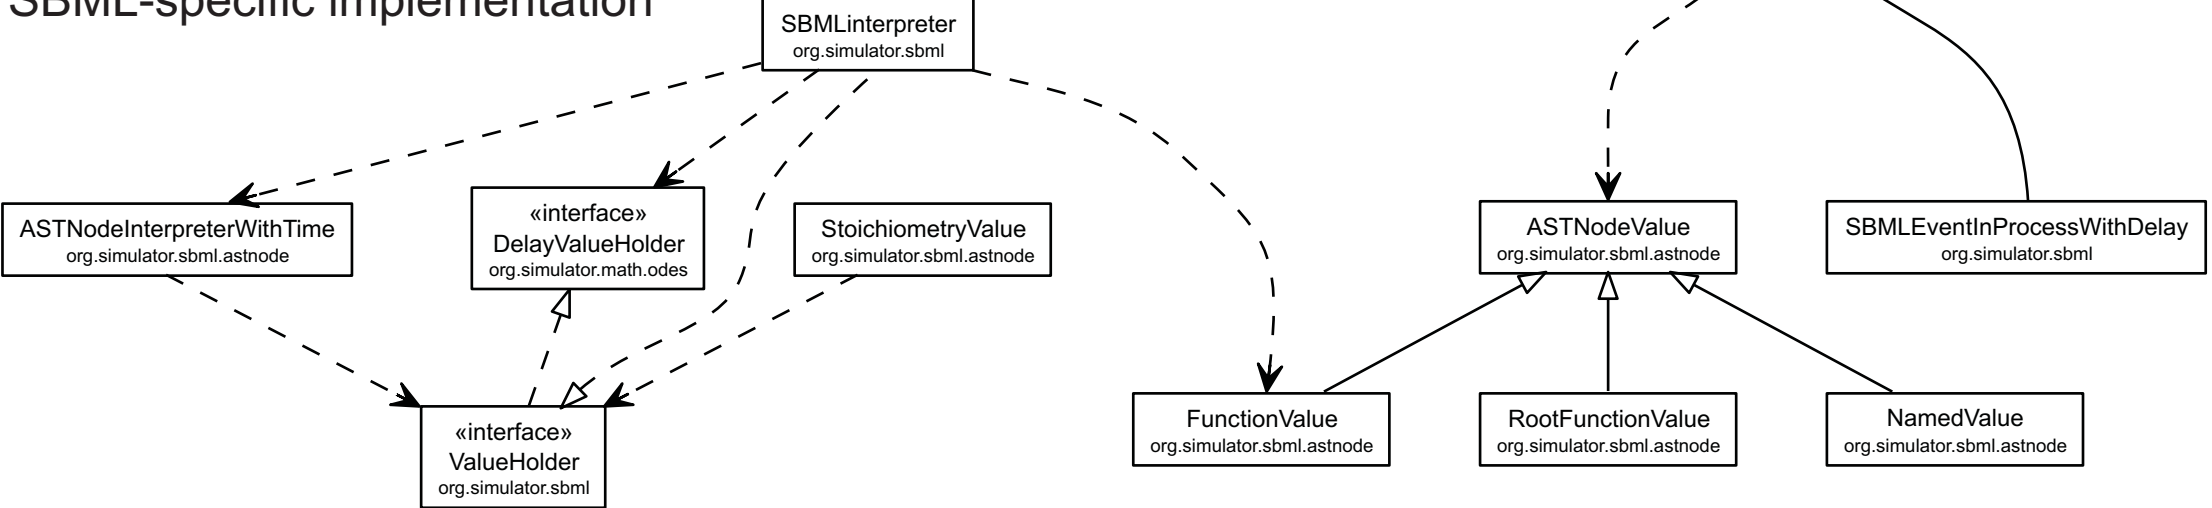 SBML-specific implementation
SBMLinterpreter
org.simulator.sbml
ASTNodeInterpreterWithTime
org.simulator.sbml.astnode
«interface»
DelayValueHolder
org.simulator.math.odes
StoichiometryValue
org.simulator.sbml.astnode
ASTNodeValue
org.simulator.sbml.astnode
SBMLEventInProcessWithDelay
org.simulator.sbml
«interface»
ValueHolder
org.simulator.sbml
FunctionValue
org.simulator.sbml.astnode
RootFunctionValue
org.simulator.sbml.astnode
NamedValue
org.simulator.sbml.astnode